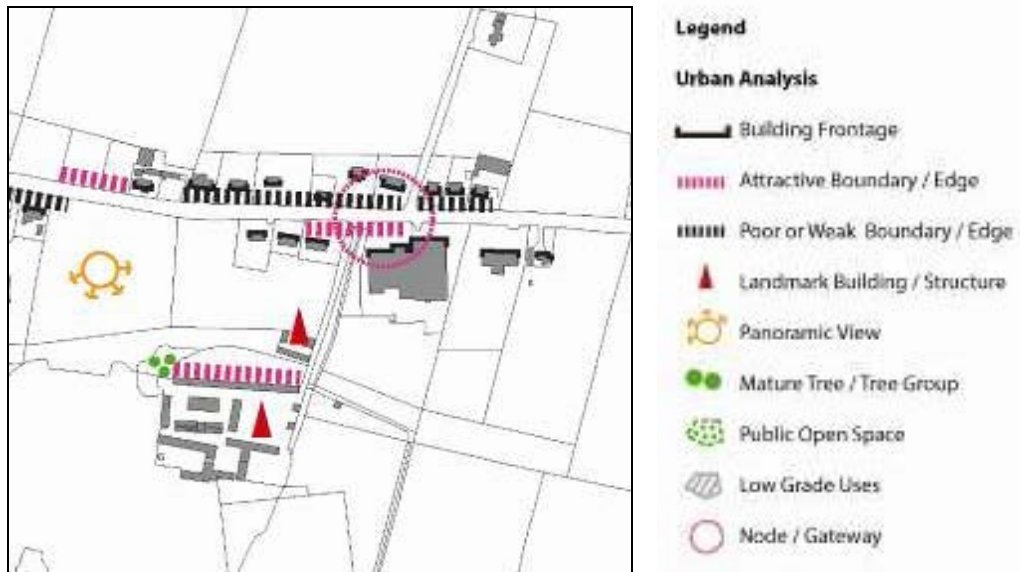 Legend
Urban Analysis
Building Frontage
Attractive Boundary / Edge
Poor or Weak Boundary / Edge
Landmark Building / Structure
Panoramic View
Mature Tree / Tree Group
Public Open Space
Low Grade Uses
Node / Gateway